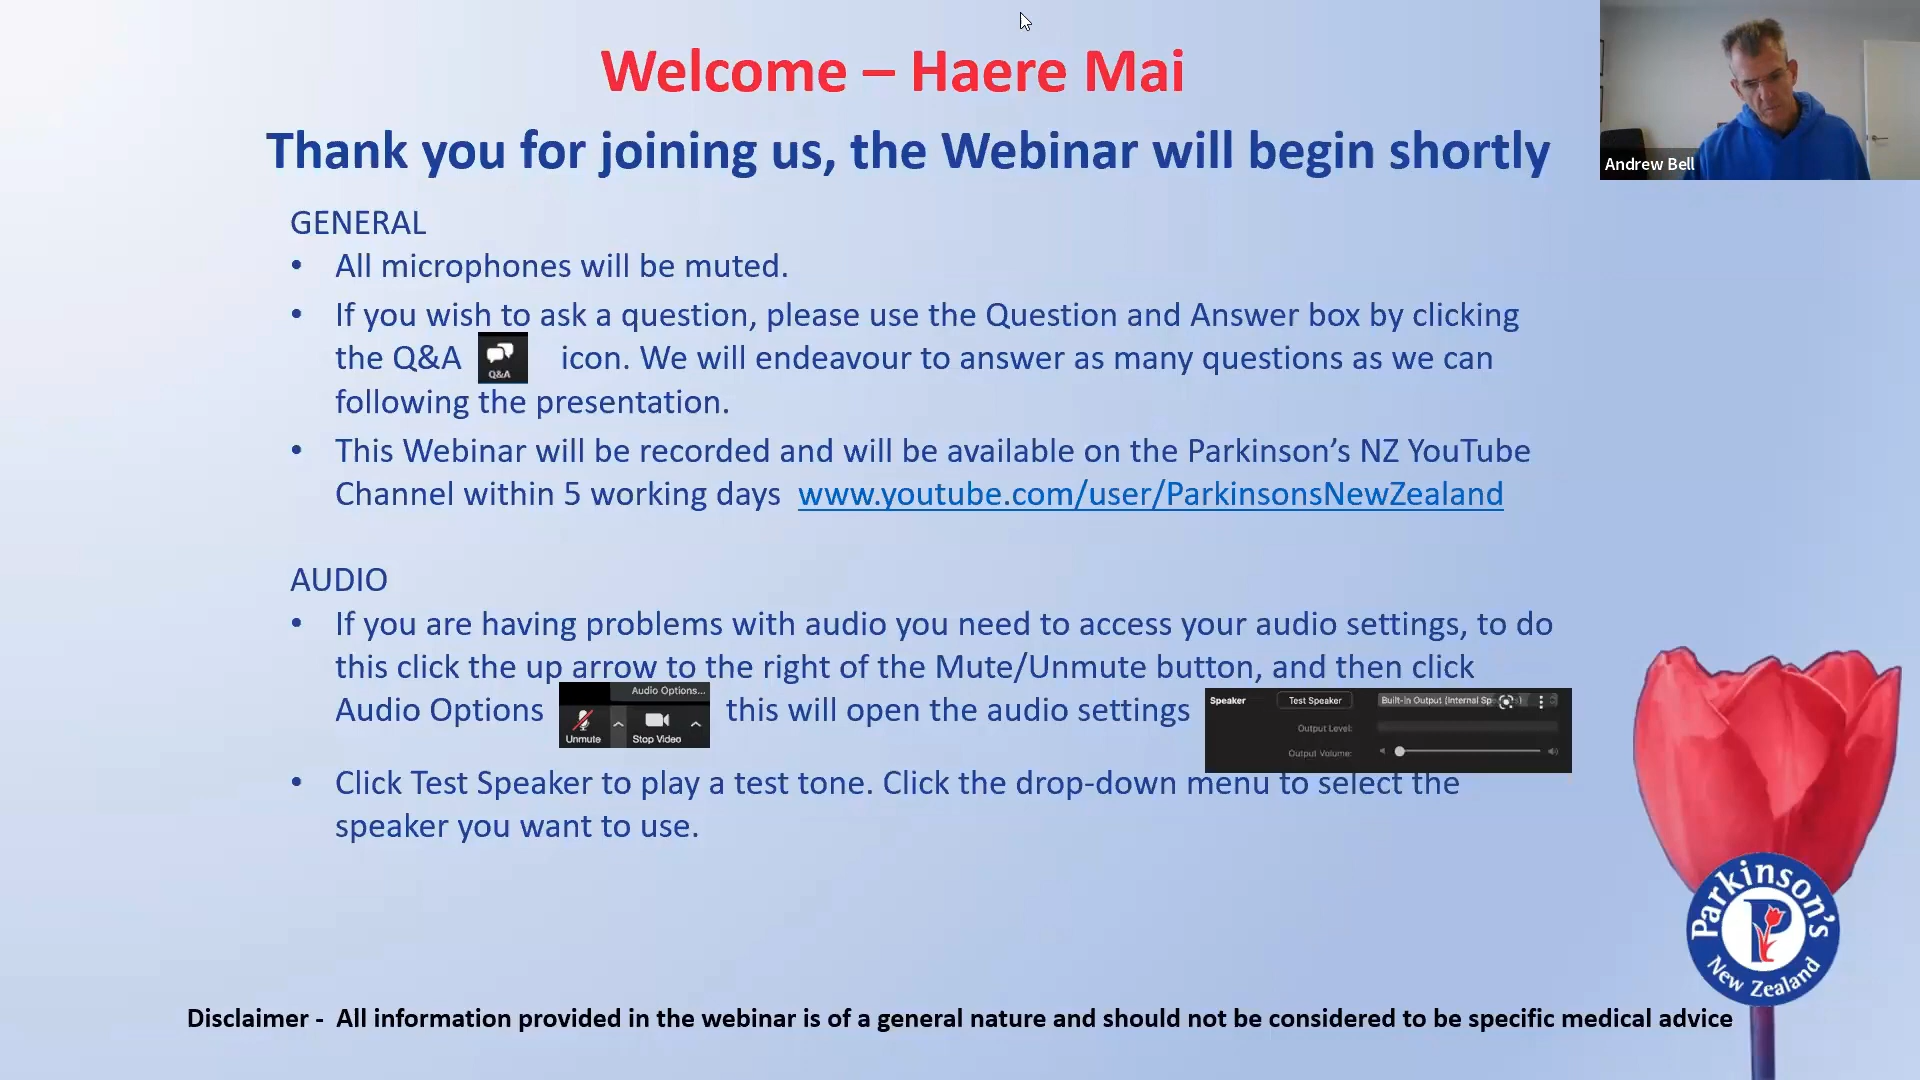 Welcome – Haere Mai
Thank you for joining us, the Webinar will begin shortly
Andrew Bell
GENERAL
• All microphones will be muted.
• If you wish to ask a question, please use the Question and Answer box by clicking
the Q&A Q&A icon. We will endeavour to answer as many questions as we can
following the presentation.
• This Webinar will be recorded and will be available on the Parkinson’s NZ YouTube
Channel within 5 working days www.youtube.com/user/ParkinsonsNewZealand
AUDIO
• If you are having problems with audio you need to access your audio settings, to do
this click the up arrow to the right of the Mute/Unmute button, and then click
Audio Options this will open the audio settings
Audio Options...
Unmute Stop Video
Speaker Test Speaker Built-in Output (Internal
Output Level:
Output Volume:
• Click Test Speaker to play a test tone. Click the drop-down menu to select the
speaker you want to use.
Parkinson's
New Zealand
Disclaimer - All information provided in the webinar is of a general nature and should not be considered to be specific medical advice